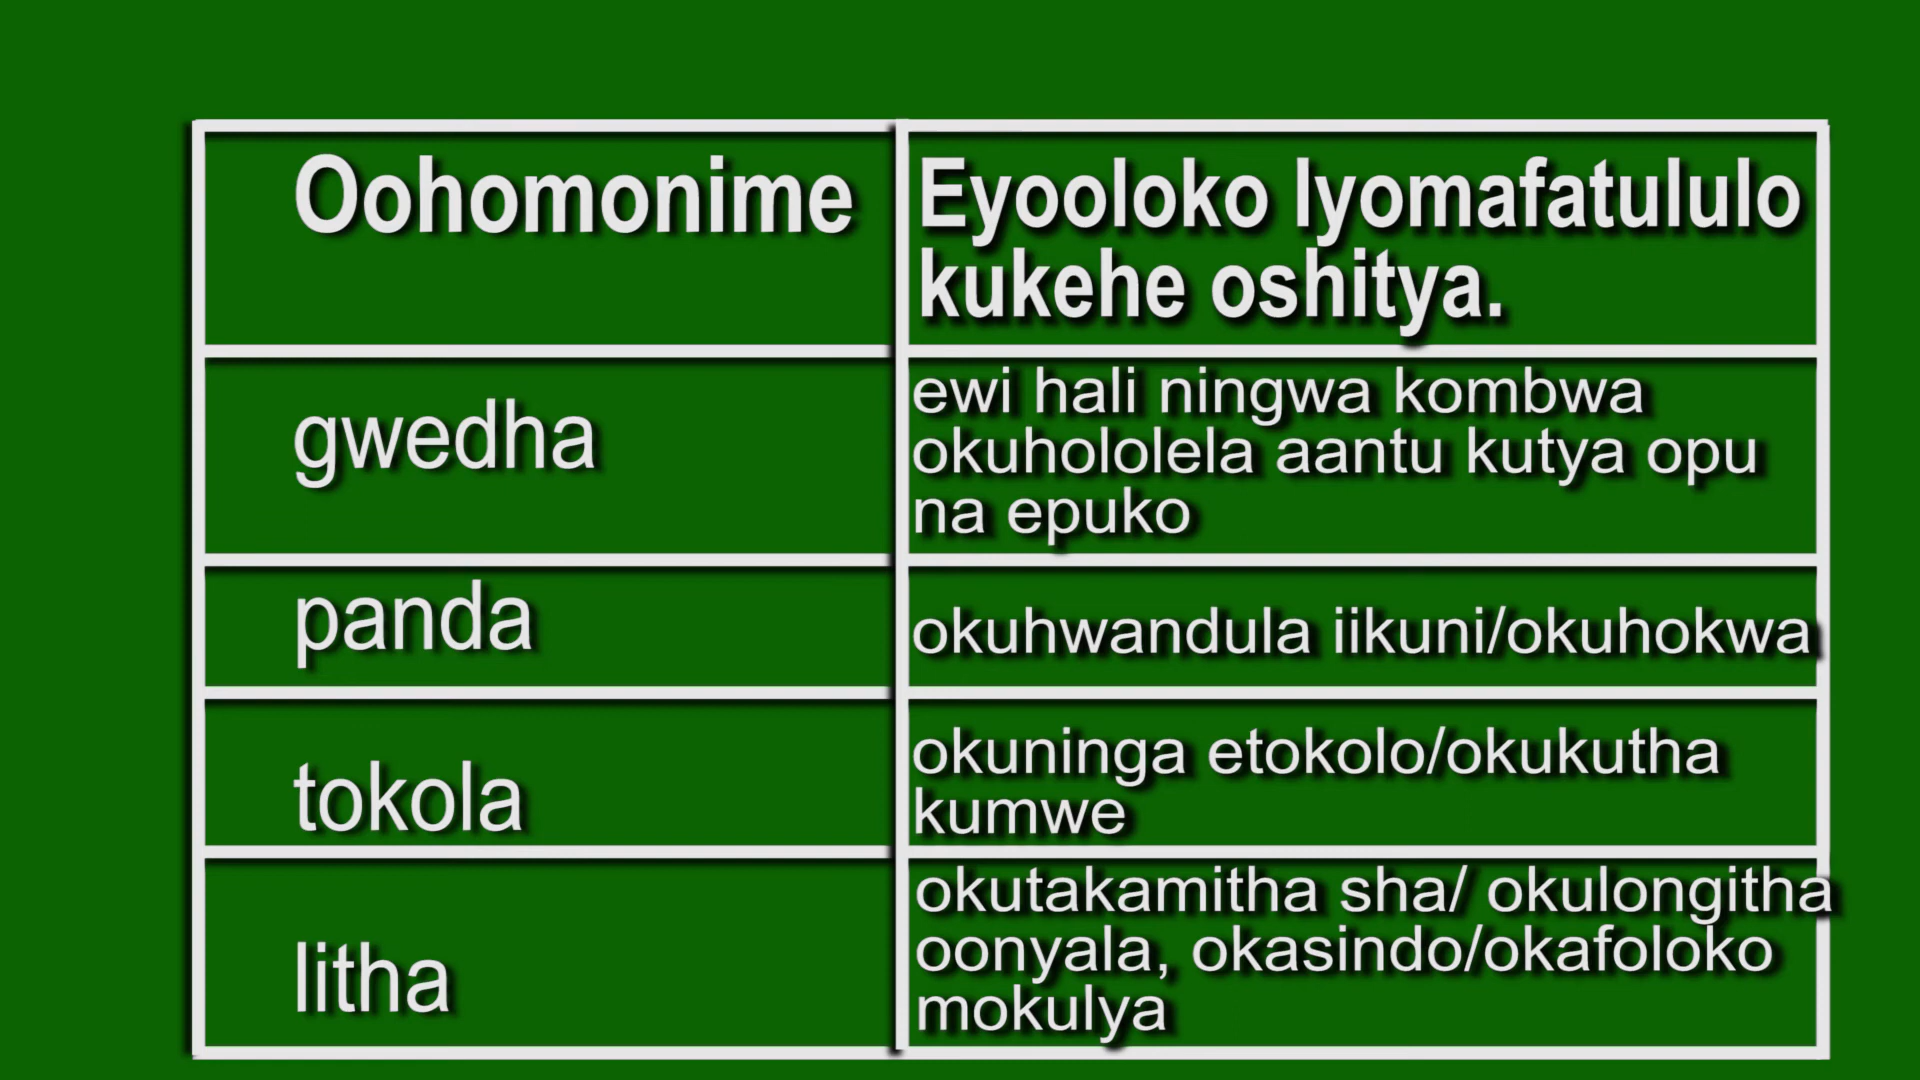 Oohomonime
Eyooloko lyomafatululo
kukehe oshitya.
gwedha
ewi hali ningwa kombwa
okuhololela aantu kutya opu
na epuko
panda
okuhwandula iikuni/okuhokwa
tokola
okuninga etokolo/okukutha
kumwe
litha
okutakamitha sha/ okulongitha
oonyala, okasindo/okafoloko
mokulya